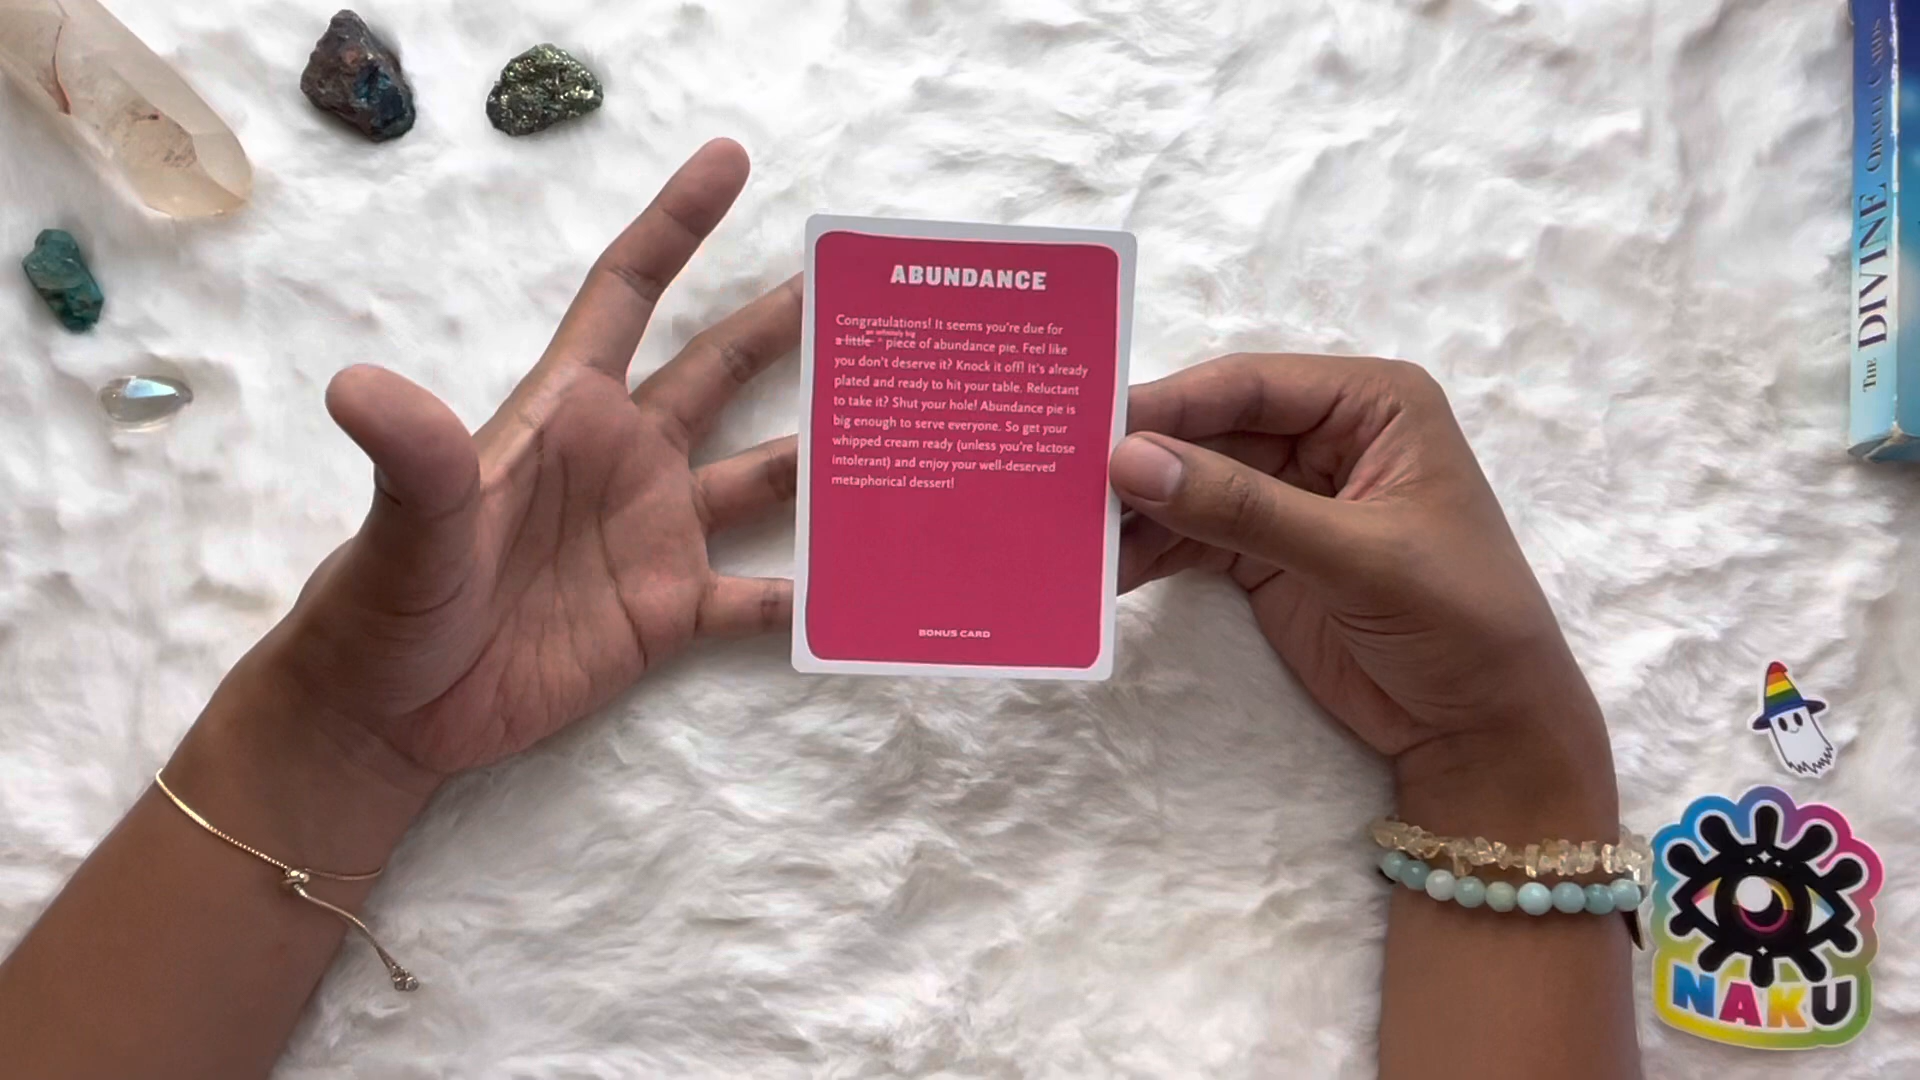 ABUNDANCE
Congratulations! It seems you're due for
an infinitely big
a little ^ piece of abundance pie. Feel like
you don't deserve it? Knock it off! It's already
plated and ready to hit your table. Reluctant
to take it? Shut your hole! Abundance pie is
big enough to serve everyone. So get your
whipped cream ready (unless you're lactose
intolerant) and enjoy your well-deserved
metaphorical dessert!
BONUS CARD
THE DIVINE ORACLE CARDS
NAKU